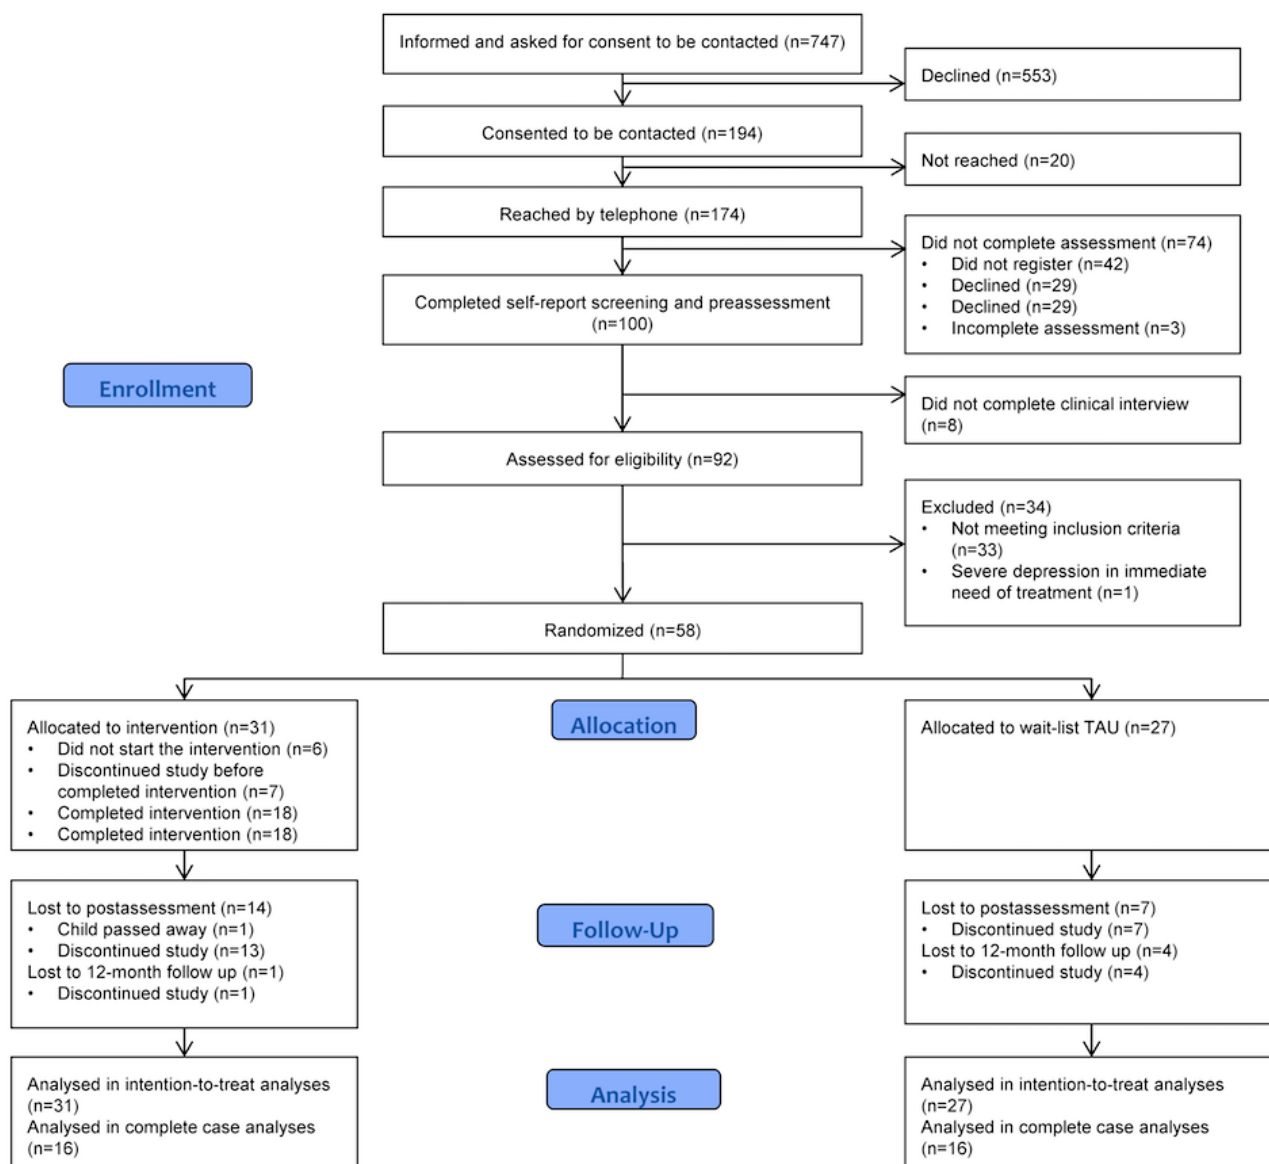 Informed and asked for consent to be contacted (n=747)
Declined (n=553)
Consented to be contacted (n=194)
Not reached (n=20)
Reached by telephone (n=174)
Did not complete assessment (n=74)
• Did not register (n=42)
• Declined (n=29)
• Declined (n=29)
• Incomplete assessment (n=3)
Completed self-report screening and preassessment
(n=100)
Enrollment
Did not complete clinical interview
(n=8)
Assessed for eligibility (n=92)
Excluded (n=34)
• Not meeting inclusion criteria
(n=33)
• Severe depression in immediate
need of treatment (n=1)
Randomized (n=58)
Allocated to intervention (n=31)
• Did not start the intervention (n=6)
• Discontinued study before
completed intervention (n=7)
• Completed intervention (n=18)
• Completed intervention (n=18)
Allocation
Allocated to wait-list TAU (n=27)
Lost to postassessment (n=14)
• Child passed away (n=1)
• Discontinued study (n=13)
Lost to 12-month follow up (n=1)
• Discontinued study (n=1)
Follow-Up
Lost to postassessment (n=7)
• Discontinued study (n=7)
Lost to 12-month follow up (n=4)
• Discontinued study (n=4)
Analysed in intention-to-treat analyses
(n=31)
Analysed in complete case analyses
(n=16)
Analysis
Analysed in intention-to-treat analyses
(n=27)
Analysed in complete case analyses
(n=16)